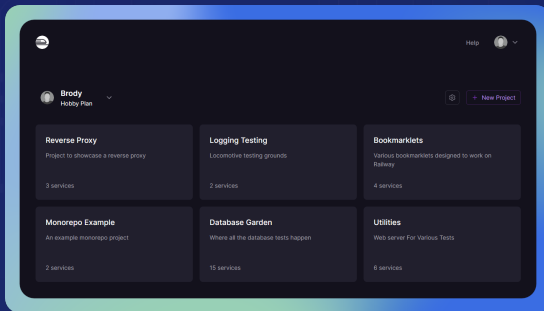 Help
Brody
Hobby Plan
+ New Project
Reverse Proxy
Project to showcase a reverse proxy
3 services
Logging Testing
Locomotive testing grounds
2 services
Bookmarklets
Various bookmarklets designed to work on
Railway
4 services
Monorepo Example
An example monorepo project
2 services
Database Garden
Where all the database tests happen
15 services
Utilities
Web server For Various Tests
6 services